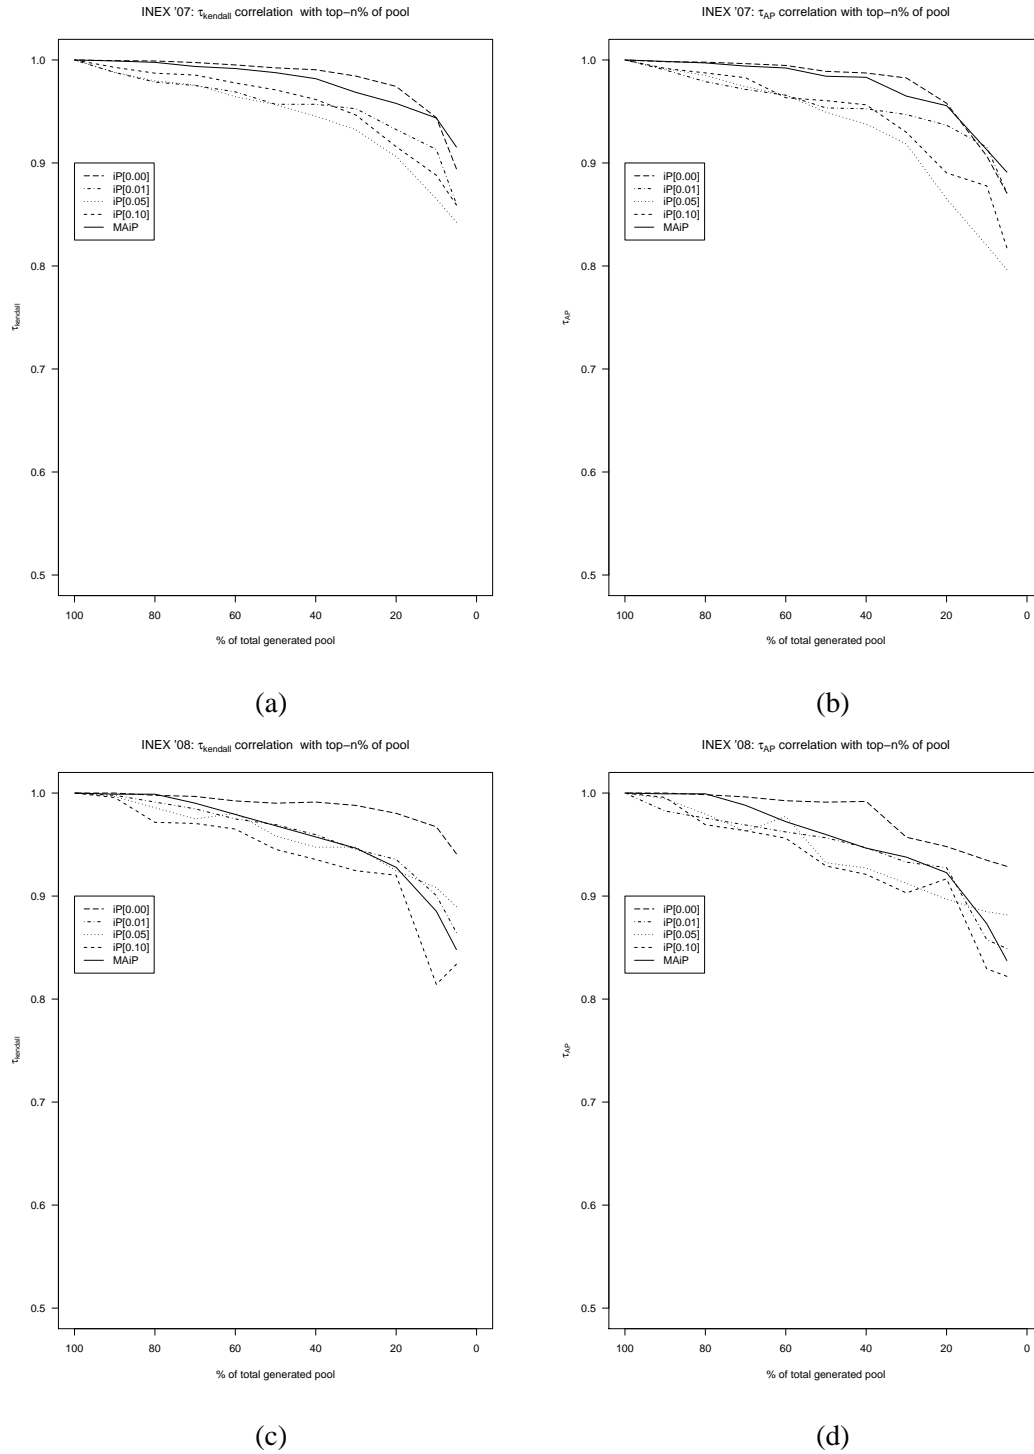 INEX '07: τkendall correlation with top−n% of pool
1.0
0.9
0.8
0.7
0.6
0.5
τkendall
iP[0.00]
iP[0.01]
iP[0.05]
iP[0.10]
MAiP
100 80 60 40 20 0
% of total generated pool
(a)
INEX '07: τAP correlation with top−n% of pool
1.0
0.9
0.8
0.7
0.6
0.5
τAP
iP[0.00]
iP[0.01]
iP[0.05]
iP[0.10]
MAiP
100 80 60 40 20 0
% of total generated pool
(b)
INEX '08: τkendall correlation with top−n% of pool
1.0
0.9
0.8
0.7
0.6
0.5
τkendall
iP[0.00]
iP[0.01]
iP[0.05]
iP[0.10]
MAiP
100 80 60 40 20 0
% of total generated pool
(c)
INEX '08: τAP correlation with top−n% of pool
1.0
0.9
0.8
0.7
0.6
0.5
τAP
iP[0.00]
iP[0.01]
iP[0.05]
iP[0.10]
MAiP
100 80 60 40 20 0
% of total generated pool
(d)